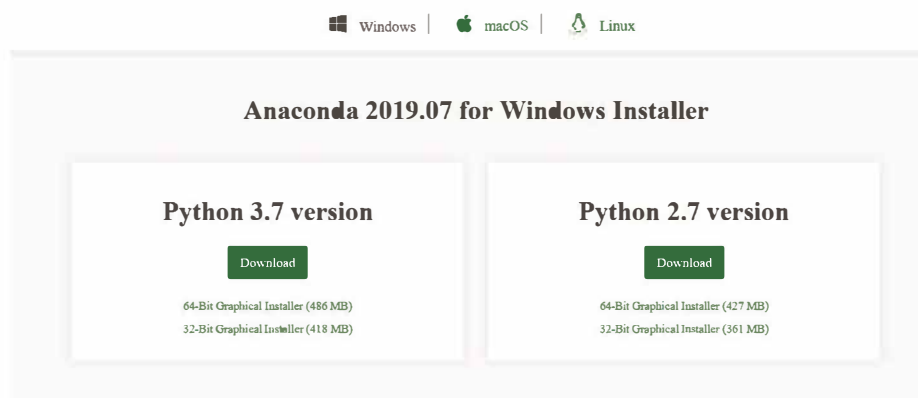 Windows | macOS | Linux
Anaconda 2019.07 for Windows Installer
Python 3.7 version
Download
64-Bit Graphical Installer (486 MB)
32-Bit Graphical Installer (418 MB)
Python 2.7 version
Download
64-Bit Graphical Installer (427 MB)
32-Bit Graphical Installer (361 MB)